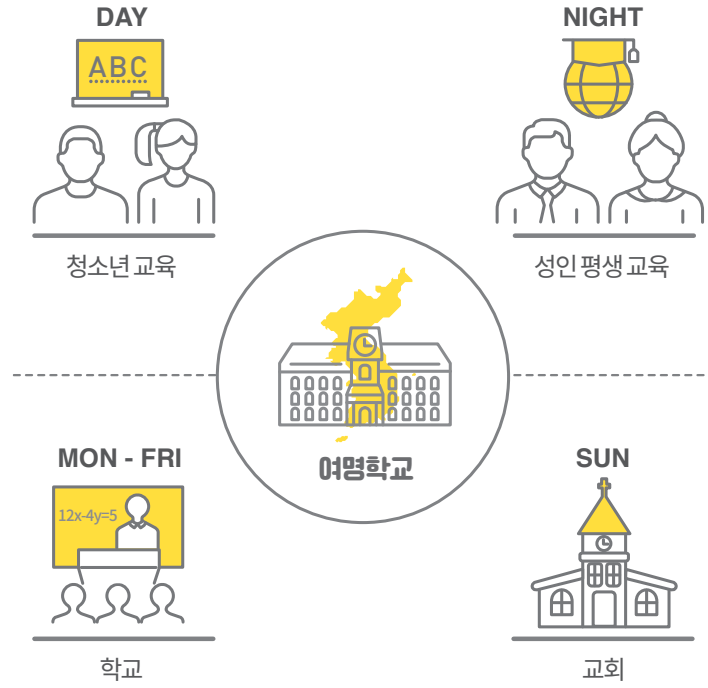 DAY
NIGHT
ABC
청소년 교육
성인 평생 교육
여명학교
MON - FRI
SUN
12x-4y=5
학교
교회